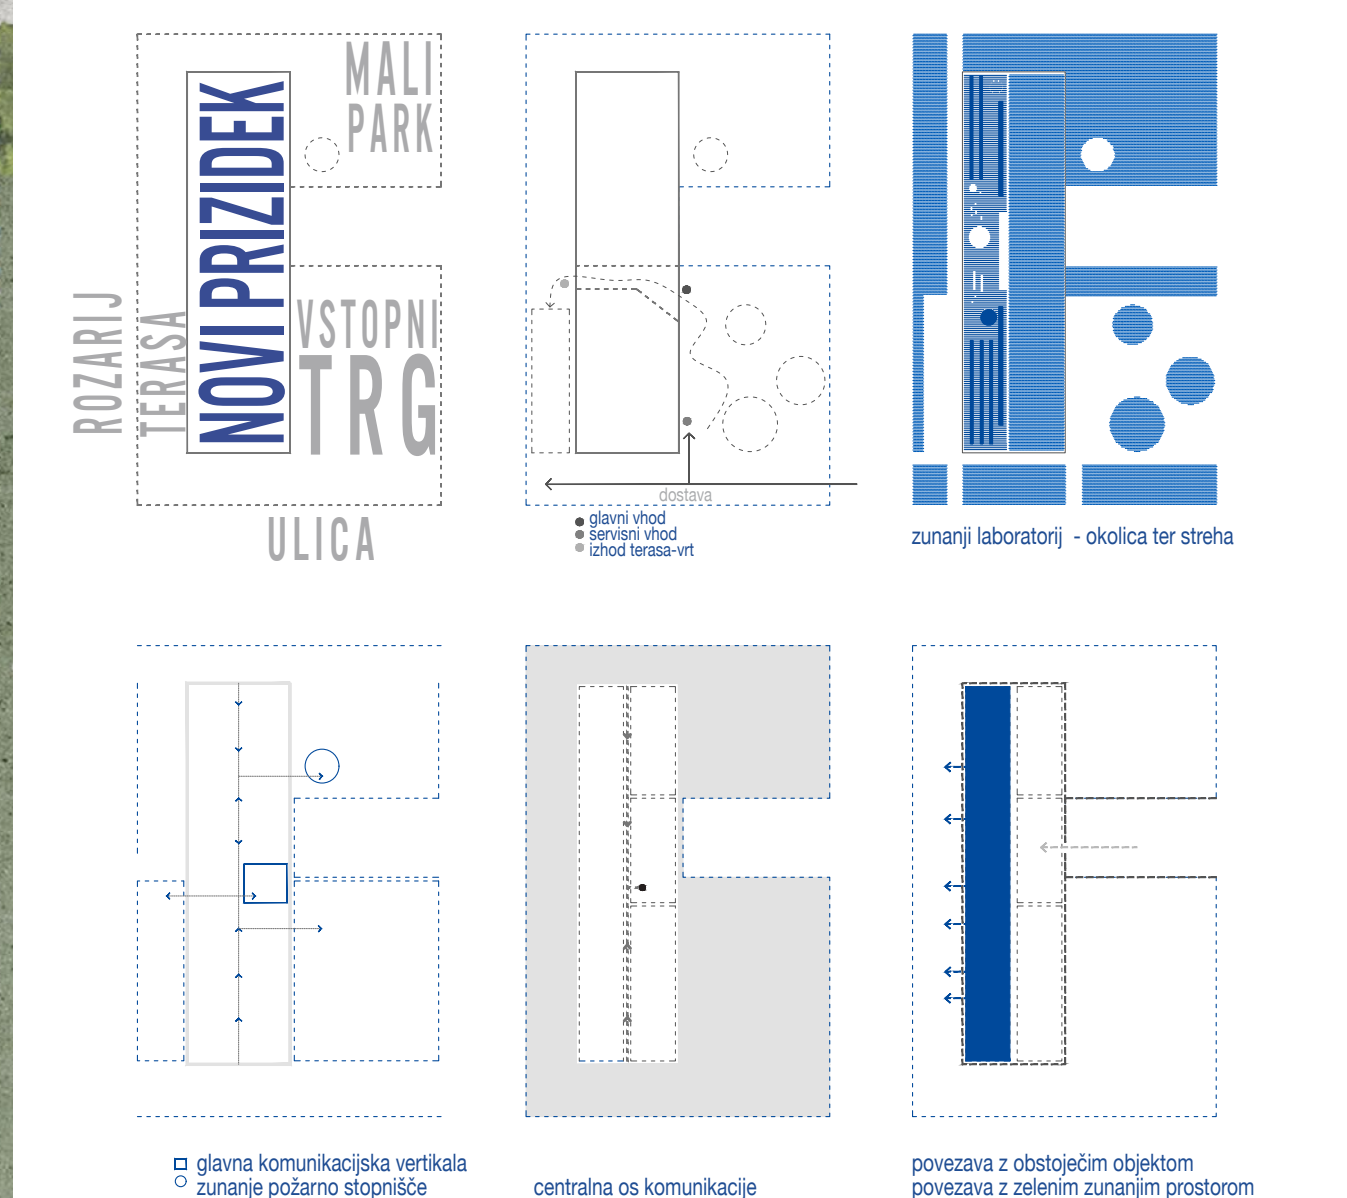 MALI
PARK
NOVI PRIZIDEK
ROZARIJ
TERASA
VSTOPNI
TRG
ULICA
dostava
glavni vhod
servisni vhod
izhod terasa-vrt
zunanji laboratorij - okolica ter streha
glavna komunikacijska vertikala
zunanje požarno stopnišče
centralna os komunikacije
povezava z obstoječim objektom
povezava z zelenim zunanjim prostorom